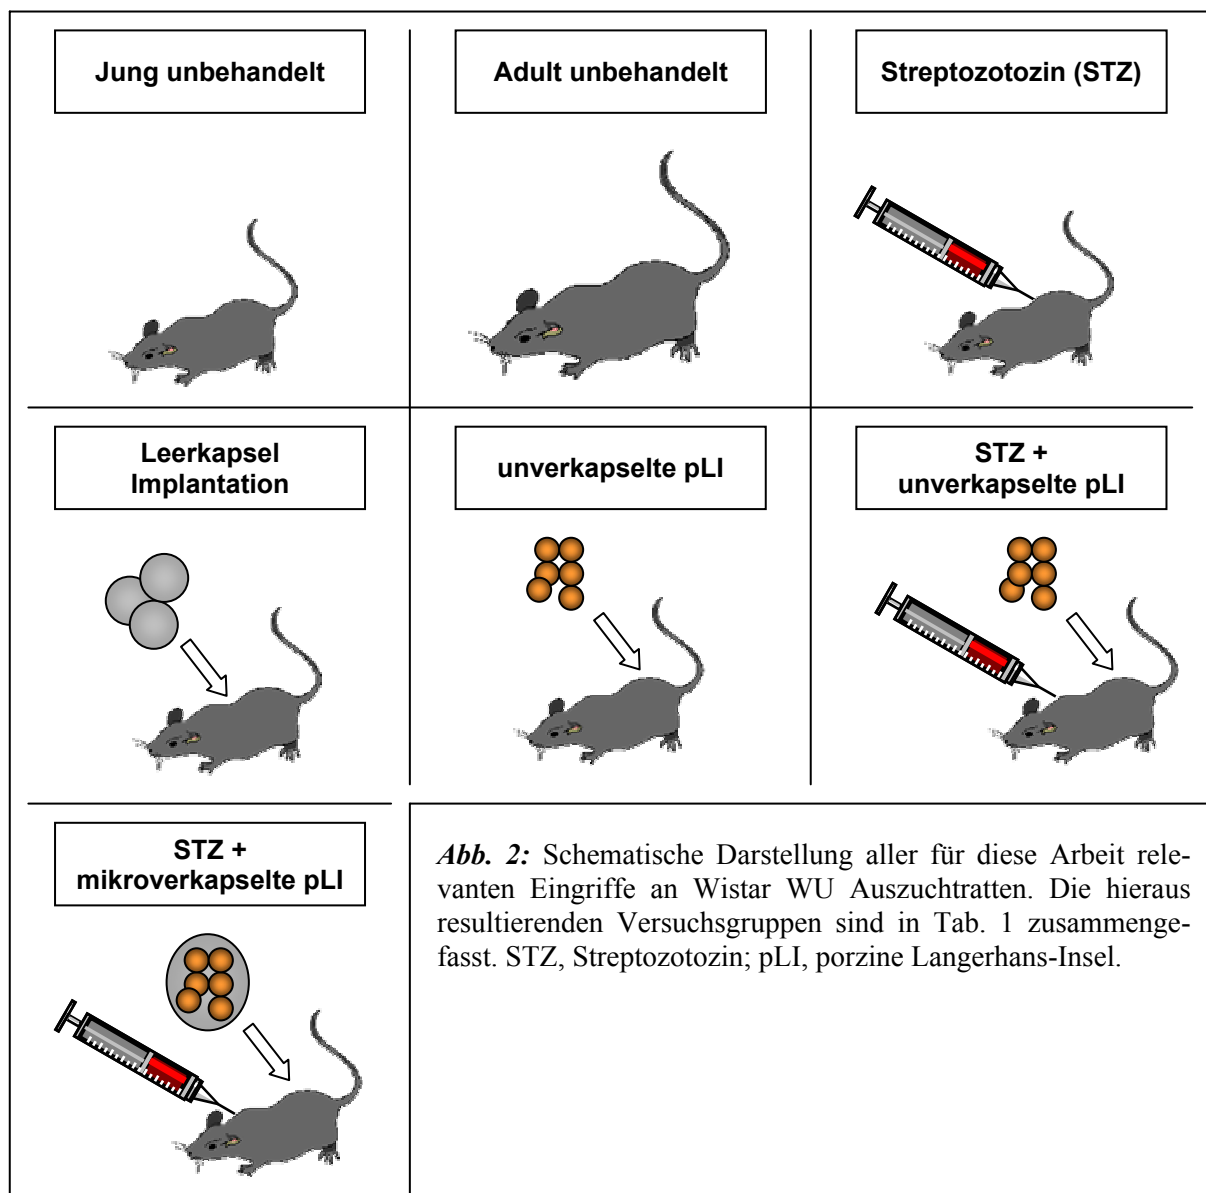 Jung unbehandelt
Adult unbehandelt
Streptozotozin (STZ)
Leerkapsel
Implantation
unverkapselte pLI
STZ +
unverkapselte pLI
STZ +
mikroverkapselte pLI
Abb. 2: Schematische Darstellung aller für diese Arbeit rele-
vanten Eingriffe an Wistar WU Auszuchtratten. Die hieraus
resultierenden Versuchsgruppen sind in Tab. 1 zusammenge-
fasst. STZ, Streptozotozin; pLI, porzine Langerhans-Insel.